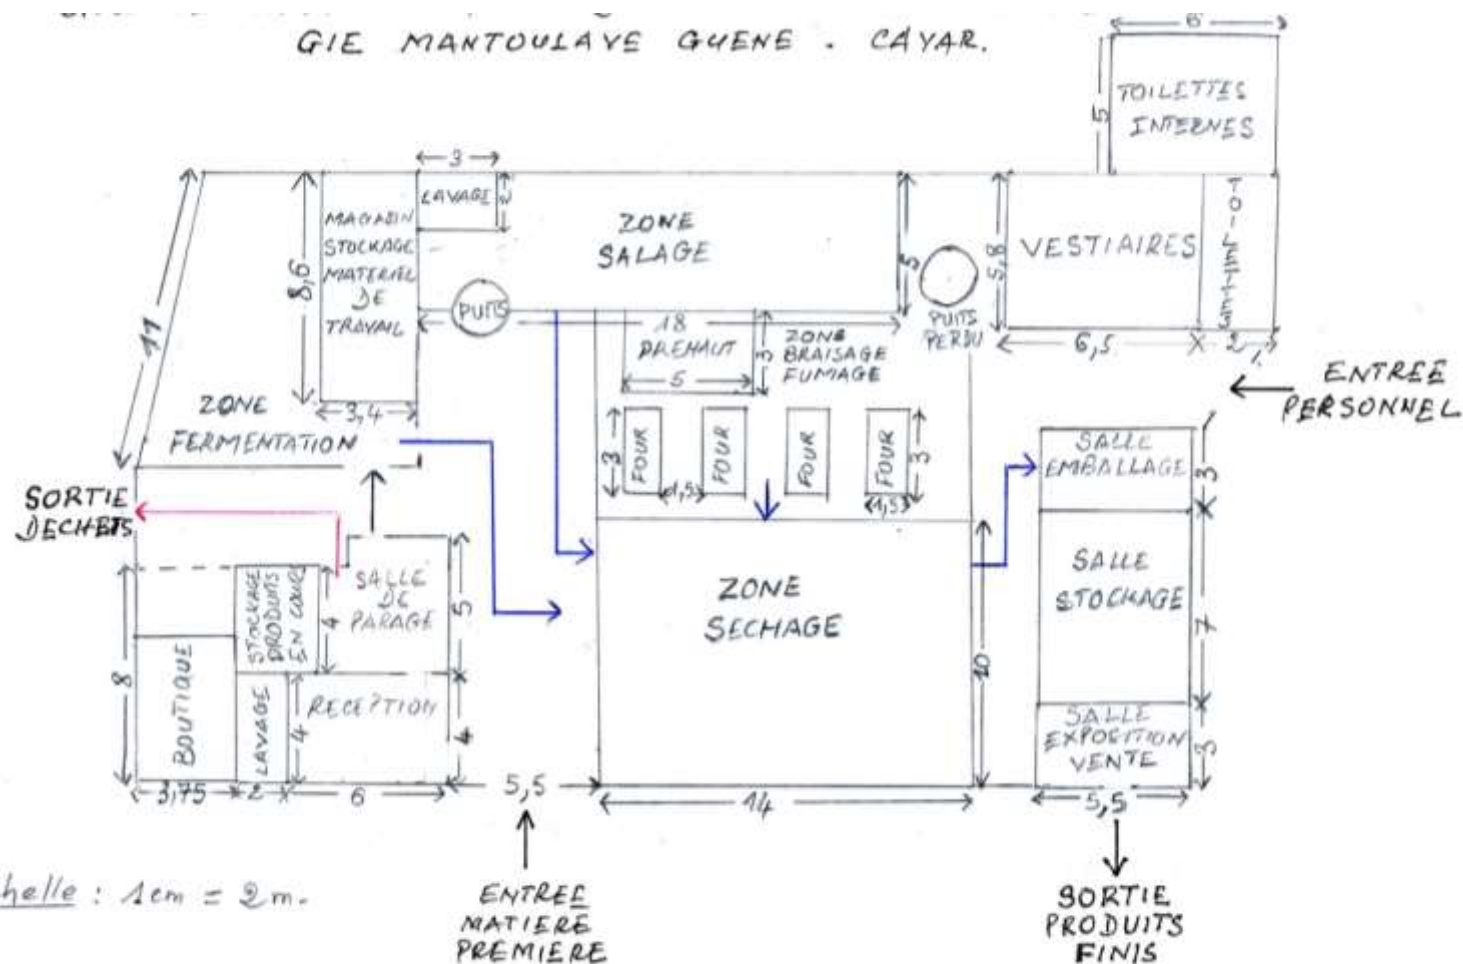 GIE MANTOULAYE GUENE . CAYAR.
6
TOILETTES
INTERNES
5
3
LAVAGE
2
MAGASIN
STOCKAGE
MATERIEL
DE
TRAVAIL
8,6
3,4
11
ZONE
SALAGE
5
PUITS
18
PUITS
PERDU
5,8
VESTIAIRES
TOILETTES
6,5
2
ENTREE
PERSONNEL
PREHAUT
5
3
ZONE
BRAISAGE
FUMAGE
ZONE
FERMENTATION
3
FOUR
1,5
FOUR
FOUR
FOUR
3
1,5
SALLE
EMBALLAGE
3
SORTIE
DECHETS
SALLE
DE
PARAGE
5
STOCKAGE
PRODUITS
EN COURS
4
ZONE
SECHAGE
10
SALLE
STOCKAGE
7
8
BOUTIQUE
LAVAGE
4
RECEPTION
4
SALLE
EXPOSITION
VENTE
3
3,75
2
6
5,5
14
5,5
helle : 1cm = 2m.
ENTREE
MATIERE
PREMIERE
SORTIE
PRODUITS
FINIS